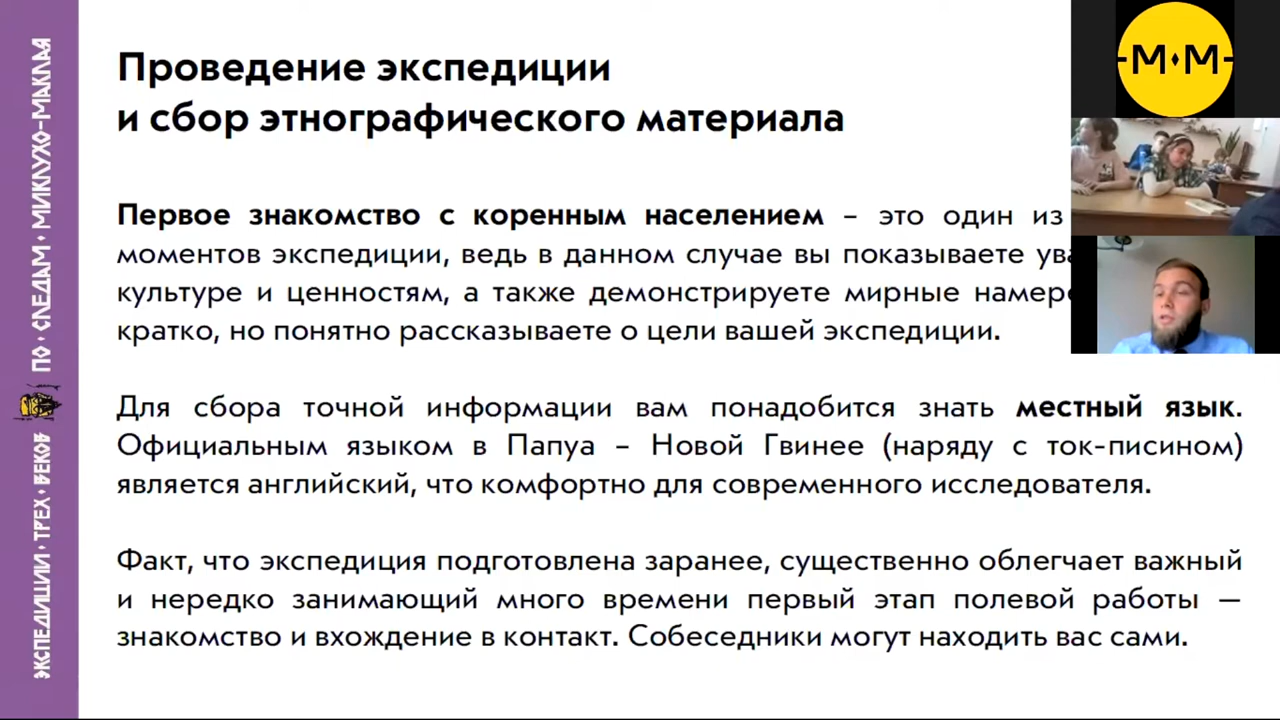 Проведение экспедиции
и сбор этнографического материала
Первое знакомство с коренным населением – это один из
моментов экспедиции, ведь в данном случае вы показываете
культуре и ценностям, а также демонстрируете мирные
кратко, но понятно рассказываете о цели вашей экспедиции.
Для сбора точной информации вам понадобится знать местный язык.
Официальным языком в Папуа – Новой Гвинее (наряду с ток-писином)
является английский, что комфортно для современного исследователя.
Факт, что экспедиция подготовлена заранее, существенно облегчает важный
и нередко занимающий много времени первый этап полевой работы —
знакомство и вхождение в контакт. Собеседники могут находить вас сами.
ЭКСПЕДИЦИИ • ТРЕХ • ВЕКОВ
ПО • СЛЕДАМ • МИКЛУХО-МАКЛАЯ
-М•М-